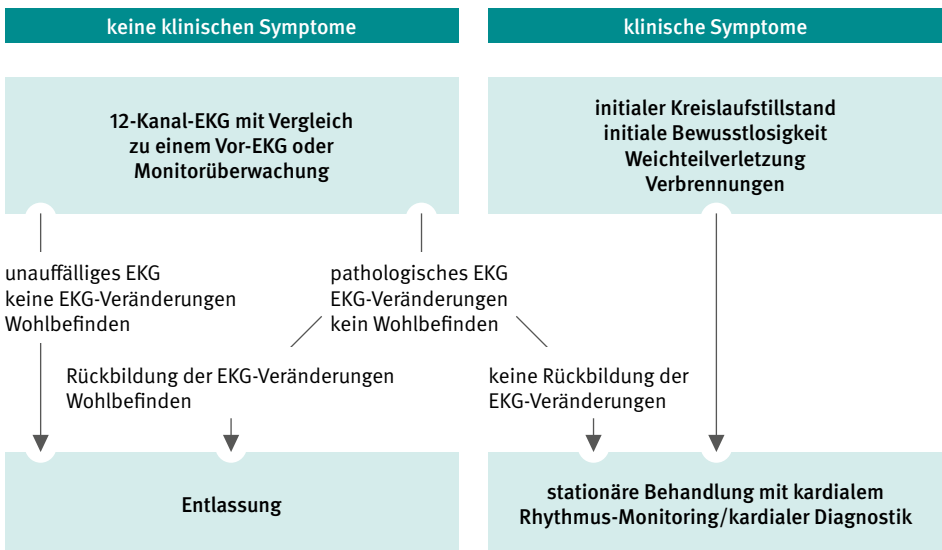 keine klinischen Symptome
klinische Symptome
12-Kanal-EKG mit Vergleich
zu einem Vor-EKG oder
Monitorüberwachung
initialer Kreislaufstillstand
initiale Bewusstlosigkeit
Weichteilverletzung
Verbrennungen
unauffälliges EKG
keine EKG-Veränderungen
Wohlbefinden
pathologisches EKG
EKG-Veränderungen
kein Wohlbefinden
Rückbildung der EKG-Veränderungen
Wohlbefinden
keine Rückbildung der
EKG-Veränderungen
Entlassung
stationäre Behandlung mit kardialem
Rhythmus-Monitoring/kardialer Diagnostik